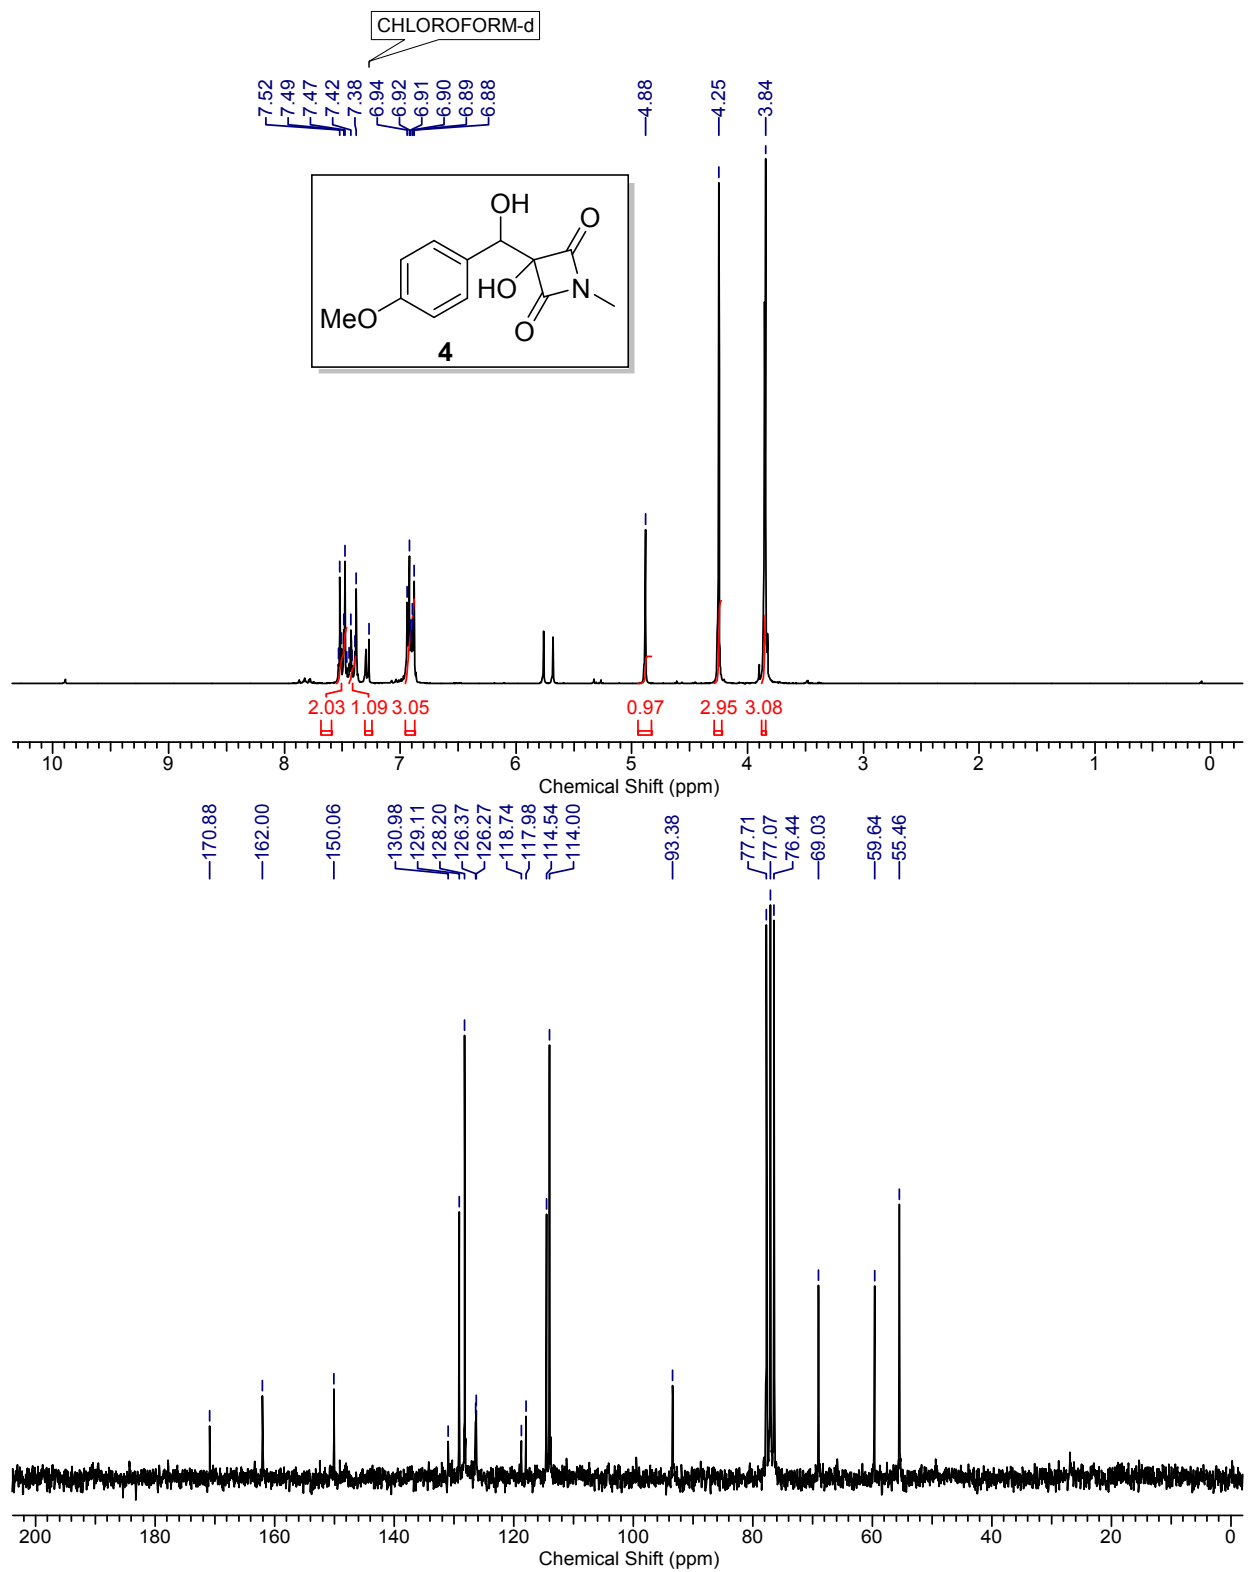 CHLOROFORM-d
7.52
7.49
7.47
7.42
7.38
6.94
6.92
6.91
6.90
6.89
6.88
4.88
4.25
3.84
OH
O
HO
N
MeO
O
4
2.03 1.09 3.05 0.97 2.95 3.08
10 9 8 7 6 5 4 3 2 1 0
Chemical Shift (ppm)
170.88
162.00
150.06
130.98
129.11
128.20
126.37
126.27
118.74
117.98
114.54
114.00
93.38
77.71
77.07
76.44
69.03
59.64
55.46
200 180 160 140 120 100 80 60 40 20 0
Chemical Shift (ppm)